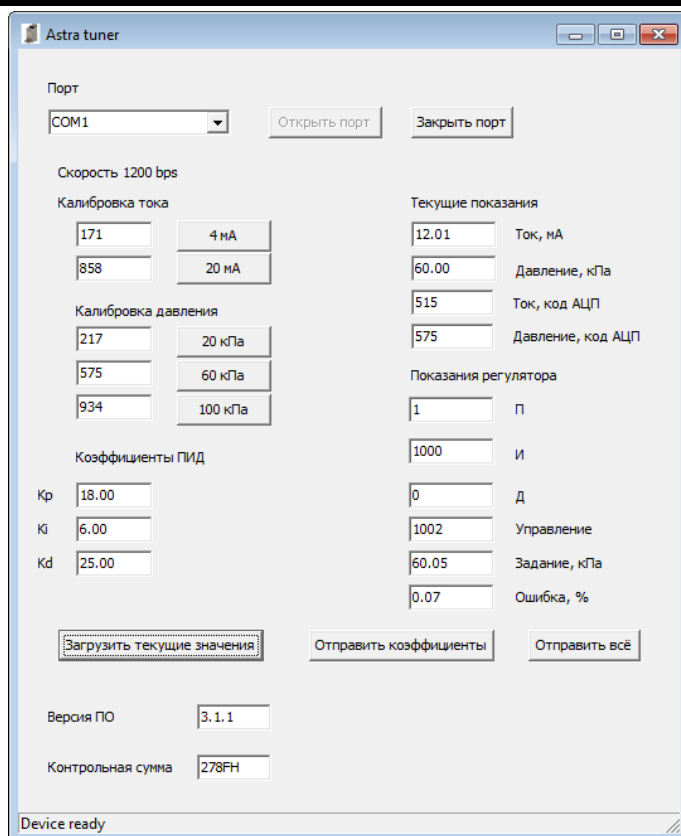 Astra tuner
Порт
COM1 Открыть порт Закрыть порт
Скорость 1200 bps
Калибровка тока
171 4 мА
858 20 мА
Калибровка давления
217 20 кПа
575 60 кПа
934 100 кПа
Коэффициенты ПИД
Kp 18.00
Ki 6.00
Kd 25.00
Текущие показания
12.01 Ток, мА
60.00 Давление, кПа
515 Ток, код АЦП
575 Давление, код АЦП
Показания регулятора
1 П
1000 И
0 Д
1002 Управление
60.05 Задание, кПа
0.07 Ошибка, %
Загрузить текущие значения Отправить коэффициенты Отправить всё
Версия ПО 3.1.1
Контрольная сумма 278FH
Device ready